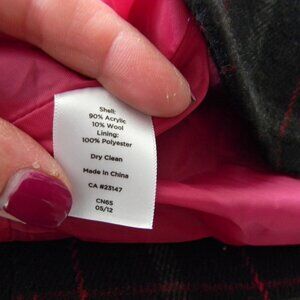 Shell:
90% Acrylic
10% Wool
Lining:
100% Polyester
Dry Clean
Made in China
CA #23147
CN65
05/12